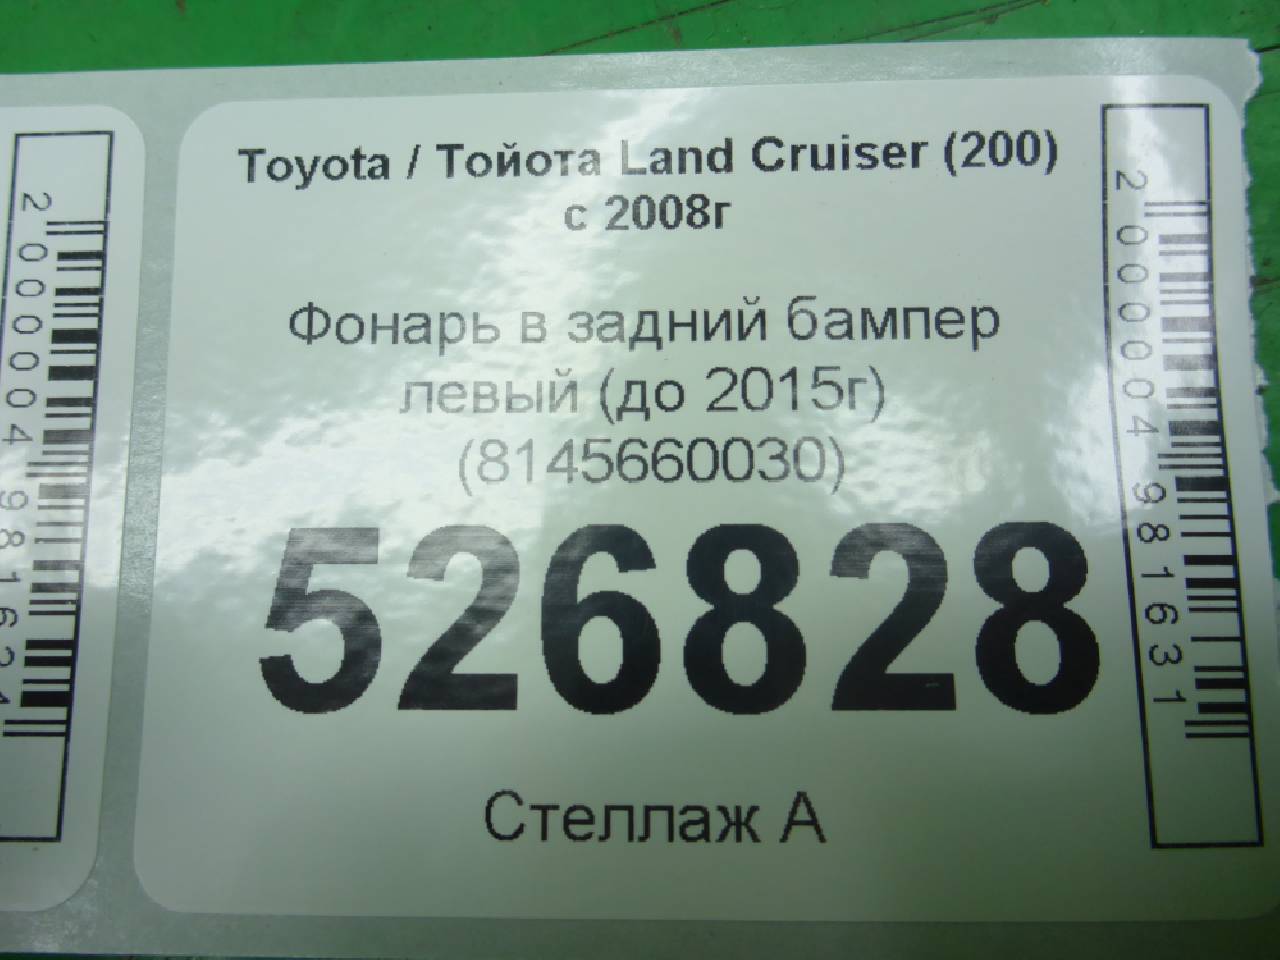 Toyota / Тойота Land Cruiser (200)
с 2008г
Фонарь в задний бампер
левый (до 2015г)
(8145660030)
526828
Стеллаж А
2000004981631